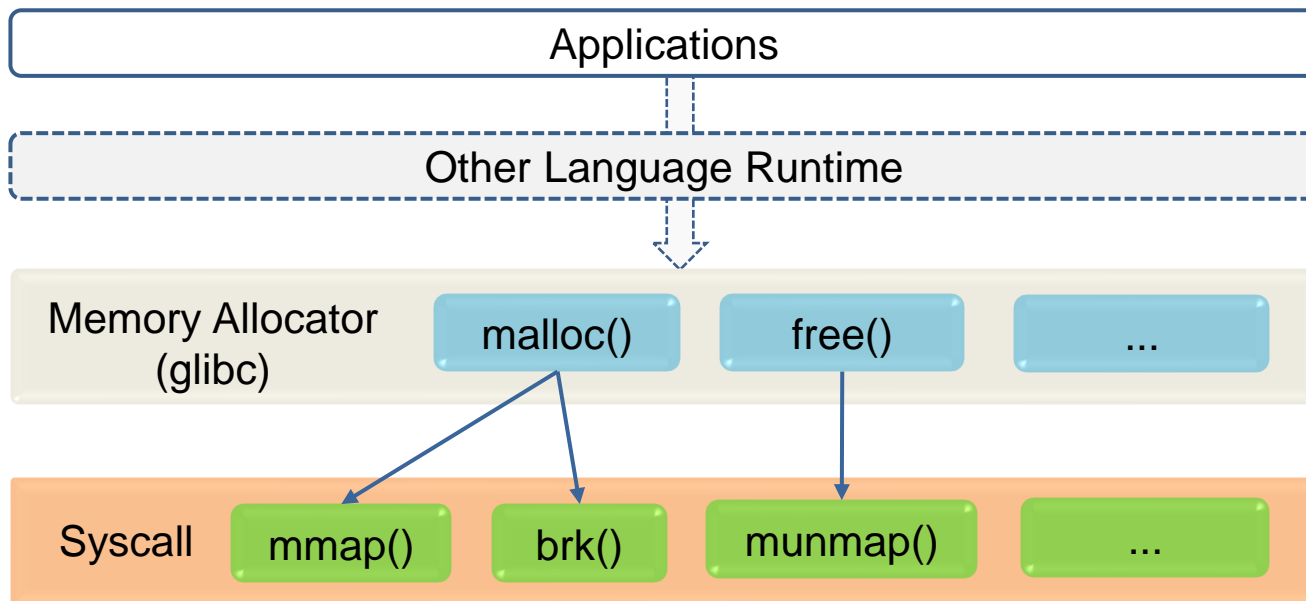 Applications
Other Language Runtime
Memory Allocator
(glibc)
malloc()
free()
...
Syscall
mmap()
brk()
munmap()
...